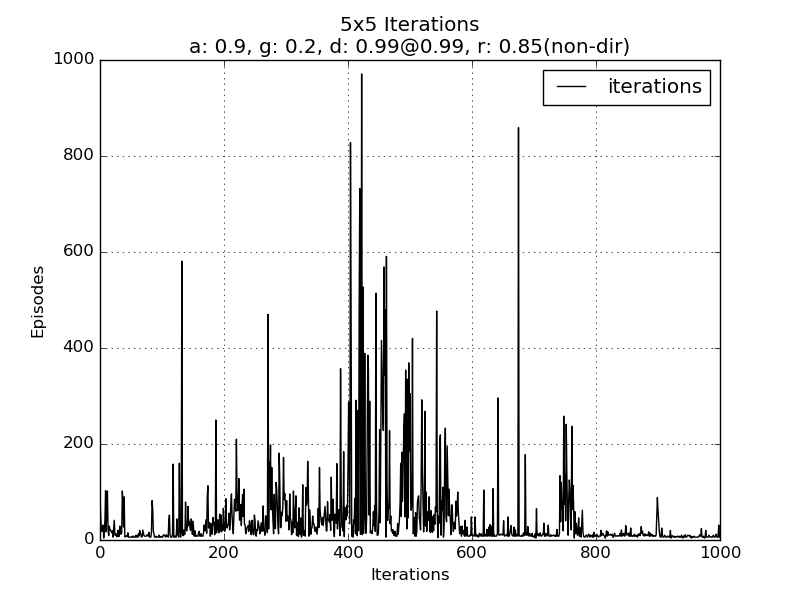 5x5 Iterations
a: 0.9, g: 0.2, d: 0.99@0.99, r: 0.85(non-dir)
iterations
1000
800
600
400
200
0
Episodes
0 200 400 600 800 1000
Iterations